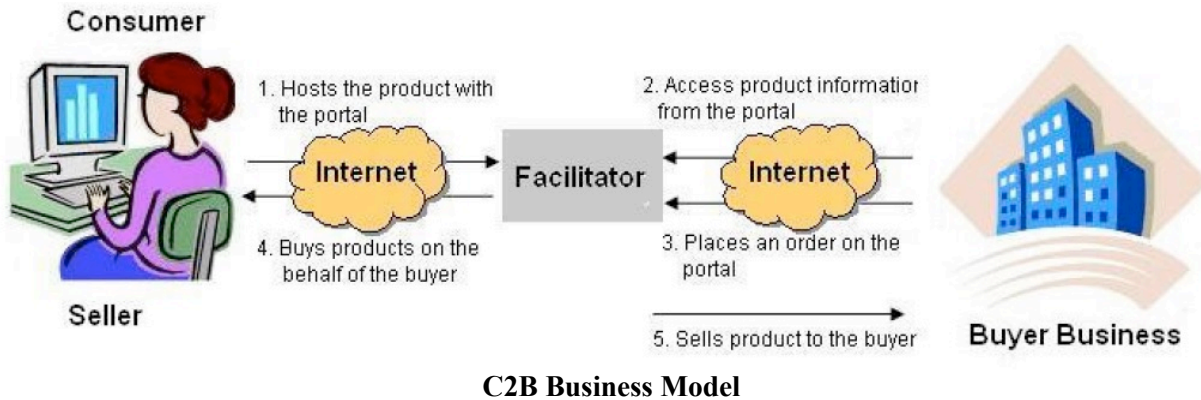 Consumer
1. Hosts the product with
the portal
2. Access product information
from the portal
Internet
Facilitator
Internet
4. Buys products on the
behalf of the buyer
3. Places an order on the
portal
Seller
5. Sells product to the buyer
Buyer Business
C2B Business Model